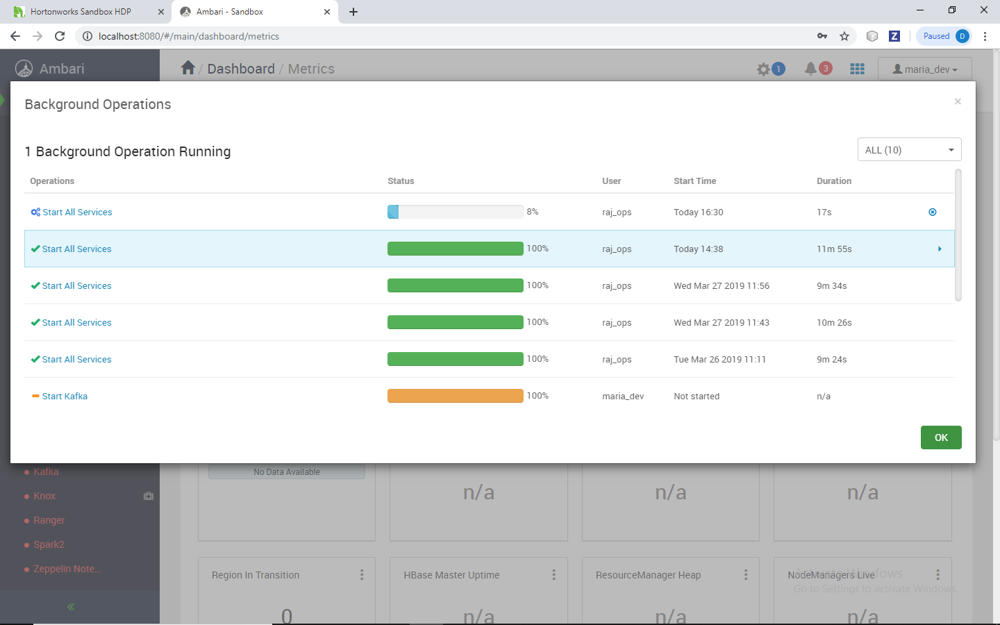 Hortonworks Sandbox HDP
Ambari - Sandbox
localhost:8080/#/main/dashboard/metrics
Z
Paused D
Ambari
/ Dashboard / Metrics
1
3
maria_dev
Background Operations
×
1 Background Operation Running
ALL (10)
Operations Status User Start Time Duration
Start All Services 8% raj_ops Today 16:30 17s
Start All Services 100% raj_ops Today 14:38 11m 55s
Start All Services 100% raj_ops Wed Mar 27 2019 11:56 9m 34s
Start All Services 100% raj_ops Wed Mar 27 2019 11:43 10m 26s
Start All Services 100% raj_ops Tue Mar 26 2019 11:11 9m 24s
Start Kafka 100% maria_dev Not started n/a
OK
Kafka
Knox
Ranger
Spark2
Zeppelin Note...
«
No Data Available
n/a n/a n/a
Region In Transition HBase Master Uptime ResourceManager Heap NodeManagers Live
0 n/a n/a n/a
Activate Windows
Go to Settings to activate Windows.